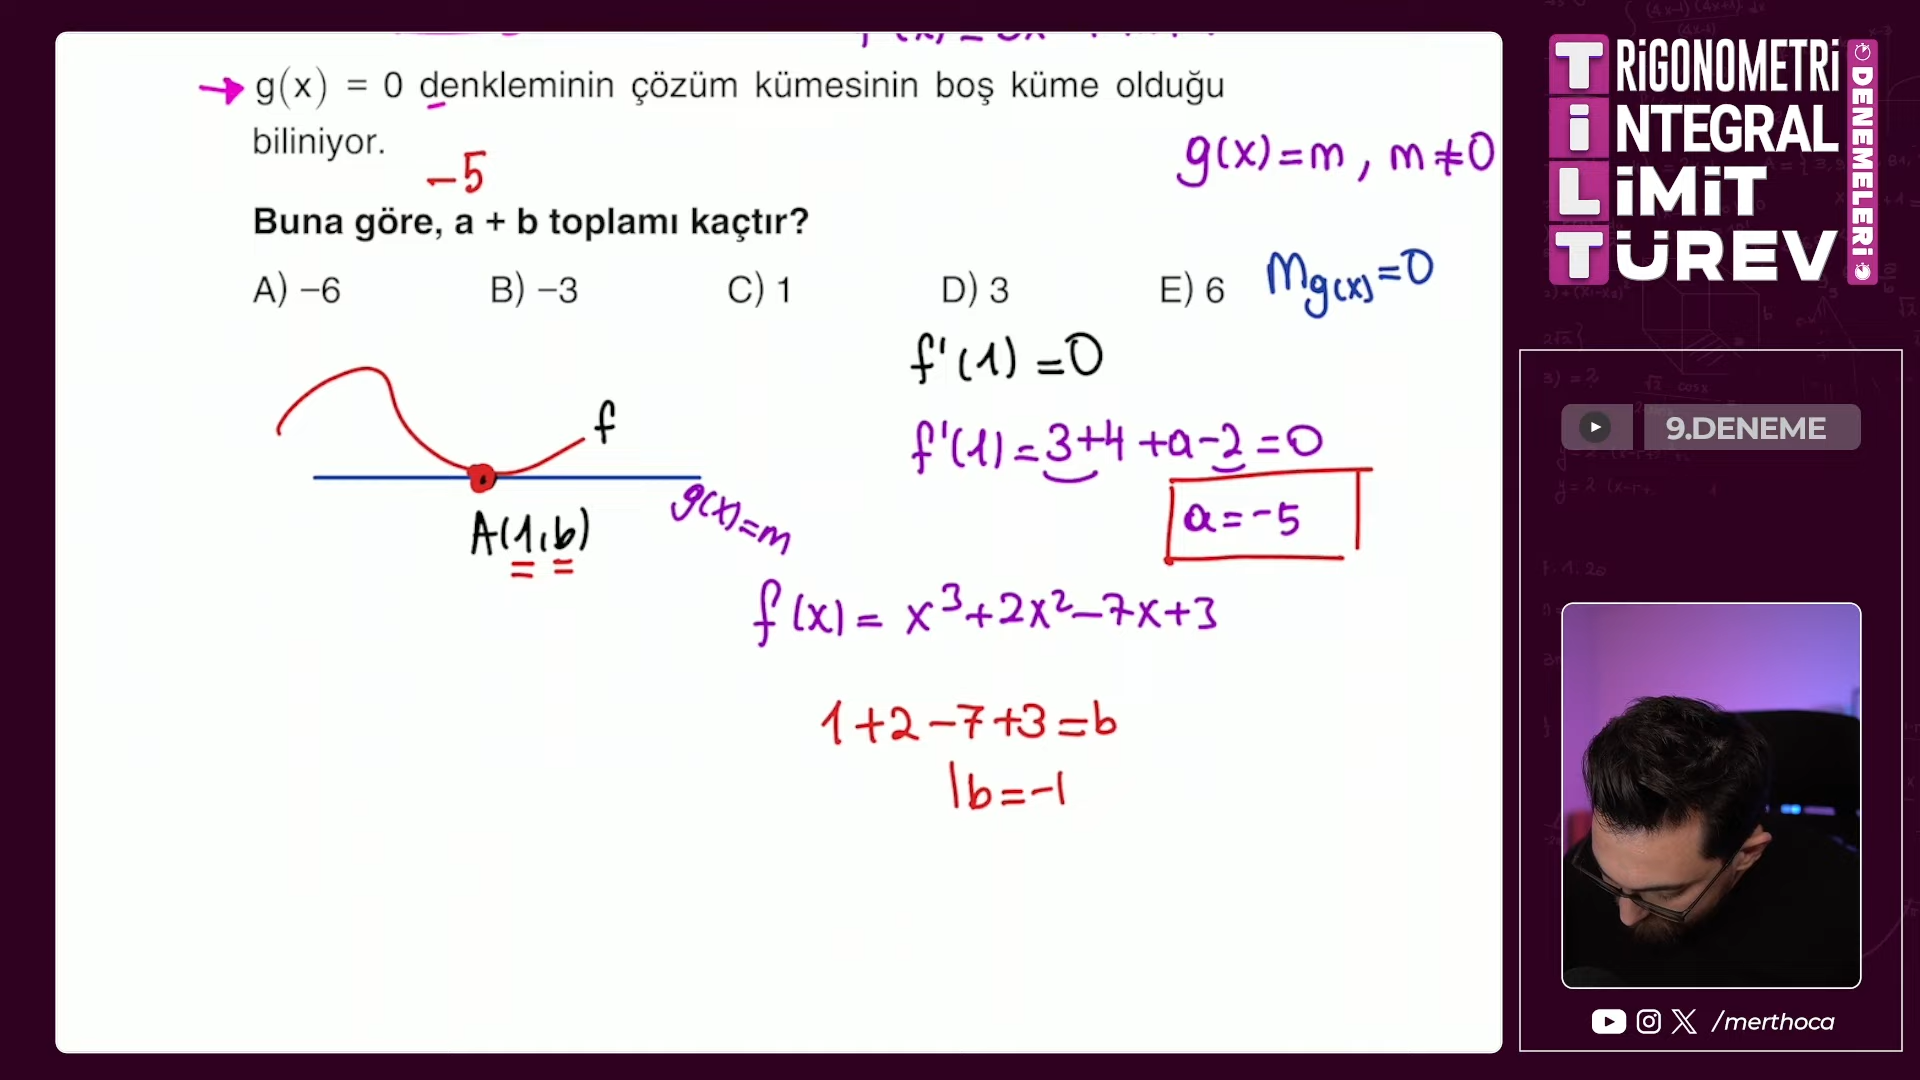 g(x) = 0 denkleminin çözüm kümesinin boş küme olduğu
biliniyor.
-5
g(x)=m, m≠0
Buna göre, a + b toplamı kaçtır?
A) –6 B) –3 C) 1 D) 3 E) 6
m_g(x)=0
f'(1)=0
f
f'(1)=3+4+a-2=0
a=-5
g(x)=m
A(1,b)
f(x)=x³+2x²-7x+3
1+2-7+3=b
b=-1
TRiGONOMETRi
iNTEGRAL
LiMiT
TÜREV
DENEMELERİ
9.DENEME
/merthoca